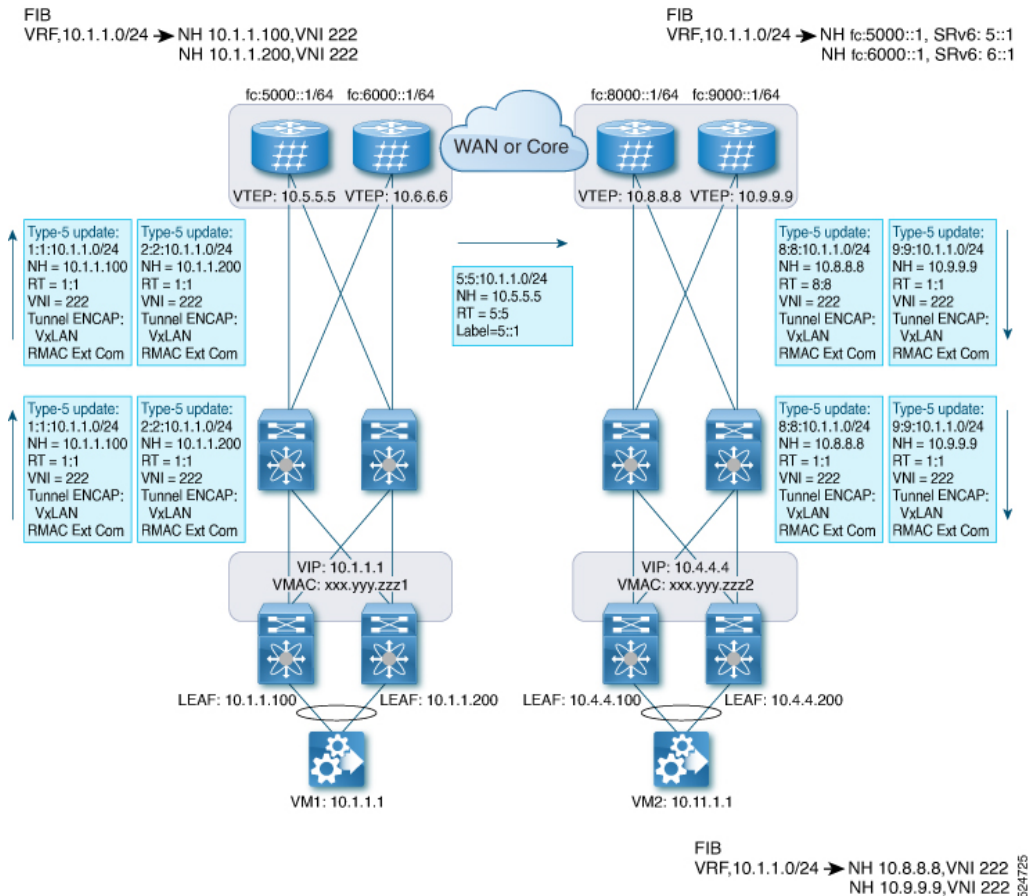 FIB
VRF,10.1.1.0/24 → NH 10.1.1.100,VNI 222
NH 10.1.1.200,VNI 222
FIB
VRF,10.1.1.0/24 → NH fc:5000::1, SRv6: 5::1
NH fc:6000::1, SRv6: 6::1
fc:5000::1/64 fc:6000::1/64
WAN or Core
fc:8000::1/64 fc:9000::1/64
VTEP: 10.5.5.5 VTEP: 10.6.6.6
VTEP: 10.8.8.8 VTEP: 10.9.9.9
Type-5 update:
1:1:10.1.1.0/24
NH = 10.1.1.100
RT = 1:1
VNI = 222
Tunnel ENCAP:
VxLAN
RMAC Ext Com
Type-5 update:
2:2:10.1.1.0/24
NH = 10.1.1.200
RT = 1:1
VNI = 222
Tunnel ENCAP:
VxLAN
RMAC Ext Com
5:5:10.1.1.0/24
NH = 10.5.5.5
RT = 5:5
Label=5::1
Type-5 update:
8:8:10.1.1.0/24
NH = 10.8.8.8
RT = 8:8
VNI = 222
Tunnel ENCAP:
VxLAN
RMAC Ext Com
Type-5 update:
9:9:10.1.1.0/24
NH = 10.9.9.9
RT = 1:1
VNI = 222
Tunnel ENCAP:
VxLAN
RMAC Ext Com
Type-5 update:
1:1:10.1.1.0/24
NH = 10.1.1.100
RT = 1:1
VNI = 222
Tunnel ENCAP:
VxLAN
RMAC Ext Com
Type-5 update:
2:2:10.1.1.0/24
NH = 10.1.1.200
RT = 1:1
VNI = 222
Tunnel ENCAP:
VxLAN
RMAC Ext Com
Type-5 update:
8:8:10.1.1.0/24
NH = 10.8.8.8
RT = 1:1
VNI = 222
Tunnel ENCAP:
VxLAN
RMAC Ext Com
Type-5 update:
9:9:10.1.1.0/24
NH = 10.9.9.9
RT = 1:1
VNI = 222
Tunnel ENCAP:
VxLAN
RMAC Ext Com
VIP: 10.1.1.1
VMAC: xxx.yyy.zzz1
VIP: 10.4.4.4
VMAC: xxx.yyy.zzz2
LEAF: 10.1.1.100 LEAF: 10.1.1.200
LEAF: 10.4.4.100 LEAF: 10.4.4.200
VM1: 10.1.1.1
VM2: 10.11.1.1
FIB
VRF,10.1.1.0/24 → NH 10.8.8.8,VNI 222
NH 10.9.9.9,VNI 222
524725